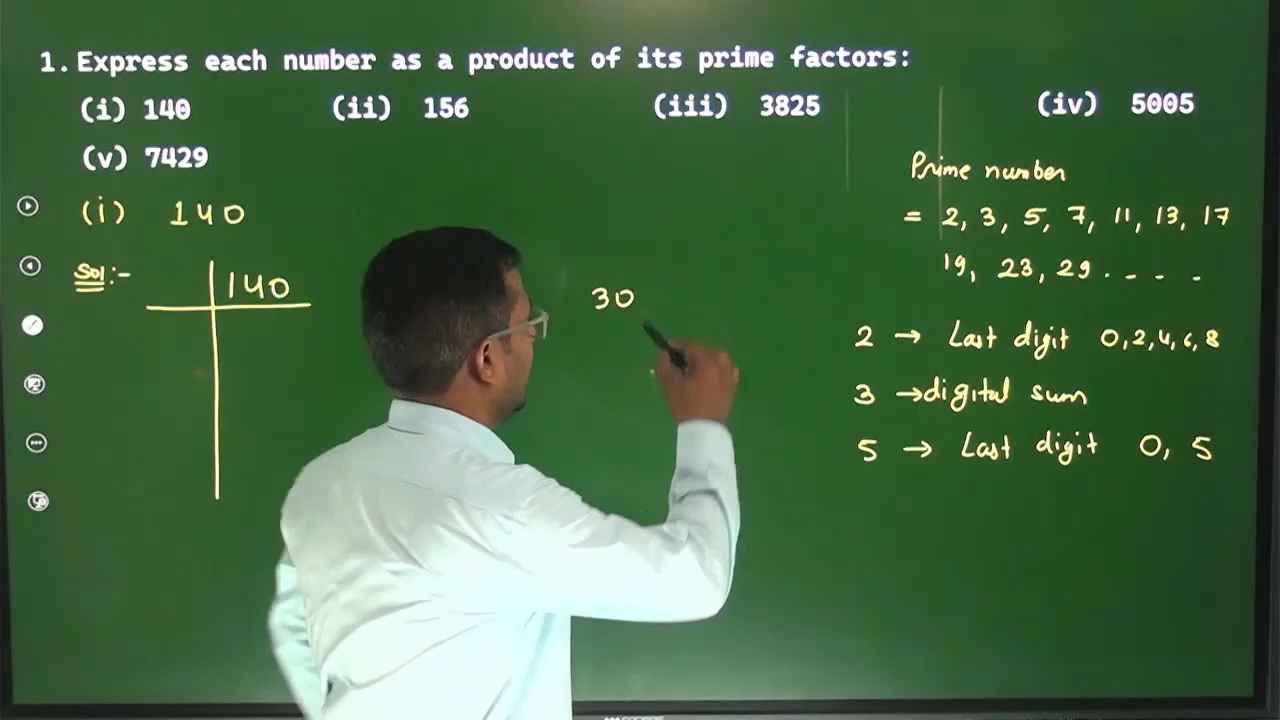 1. Express each number as a product of its prime factors:
(i) 140 (ii) 156 (iii) 3825 (iv) 5005
(v) 7429
(i) 140
Sol:-
140
30
Prime number
= 2, 3, 5, 7, 11, 13, 17
19, 23, 29 . - - .
2 → Last digit 0,2,4,6,8
3 → digital sum
5 → Last digit 0, 5